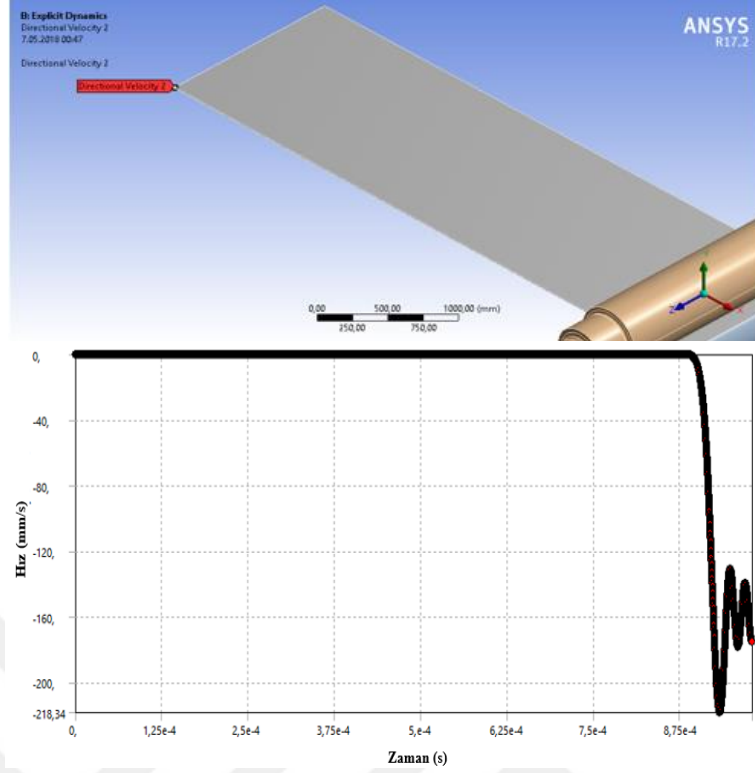 B: Explicit Dynamics
Directional Velocity 2
7.05.2018 00:47
Directional Velocity 2
ANSYS
R17.2
Directional Velocity 2
0,00 500,00 1000,00 (mm)
250,00 750,00
Y
Z X
0,
-40,
-80,
-120,
-160,
-200,
-218,34
Hız (mm/s)
0, 1,25e-4 2,5e-4 3,75e-4 5,e-4 6,25e-4 7,5e-4 8,75e-4
Zaman (s)